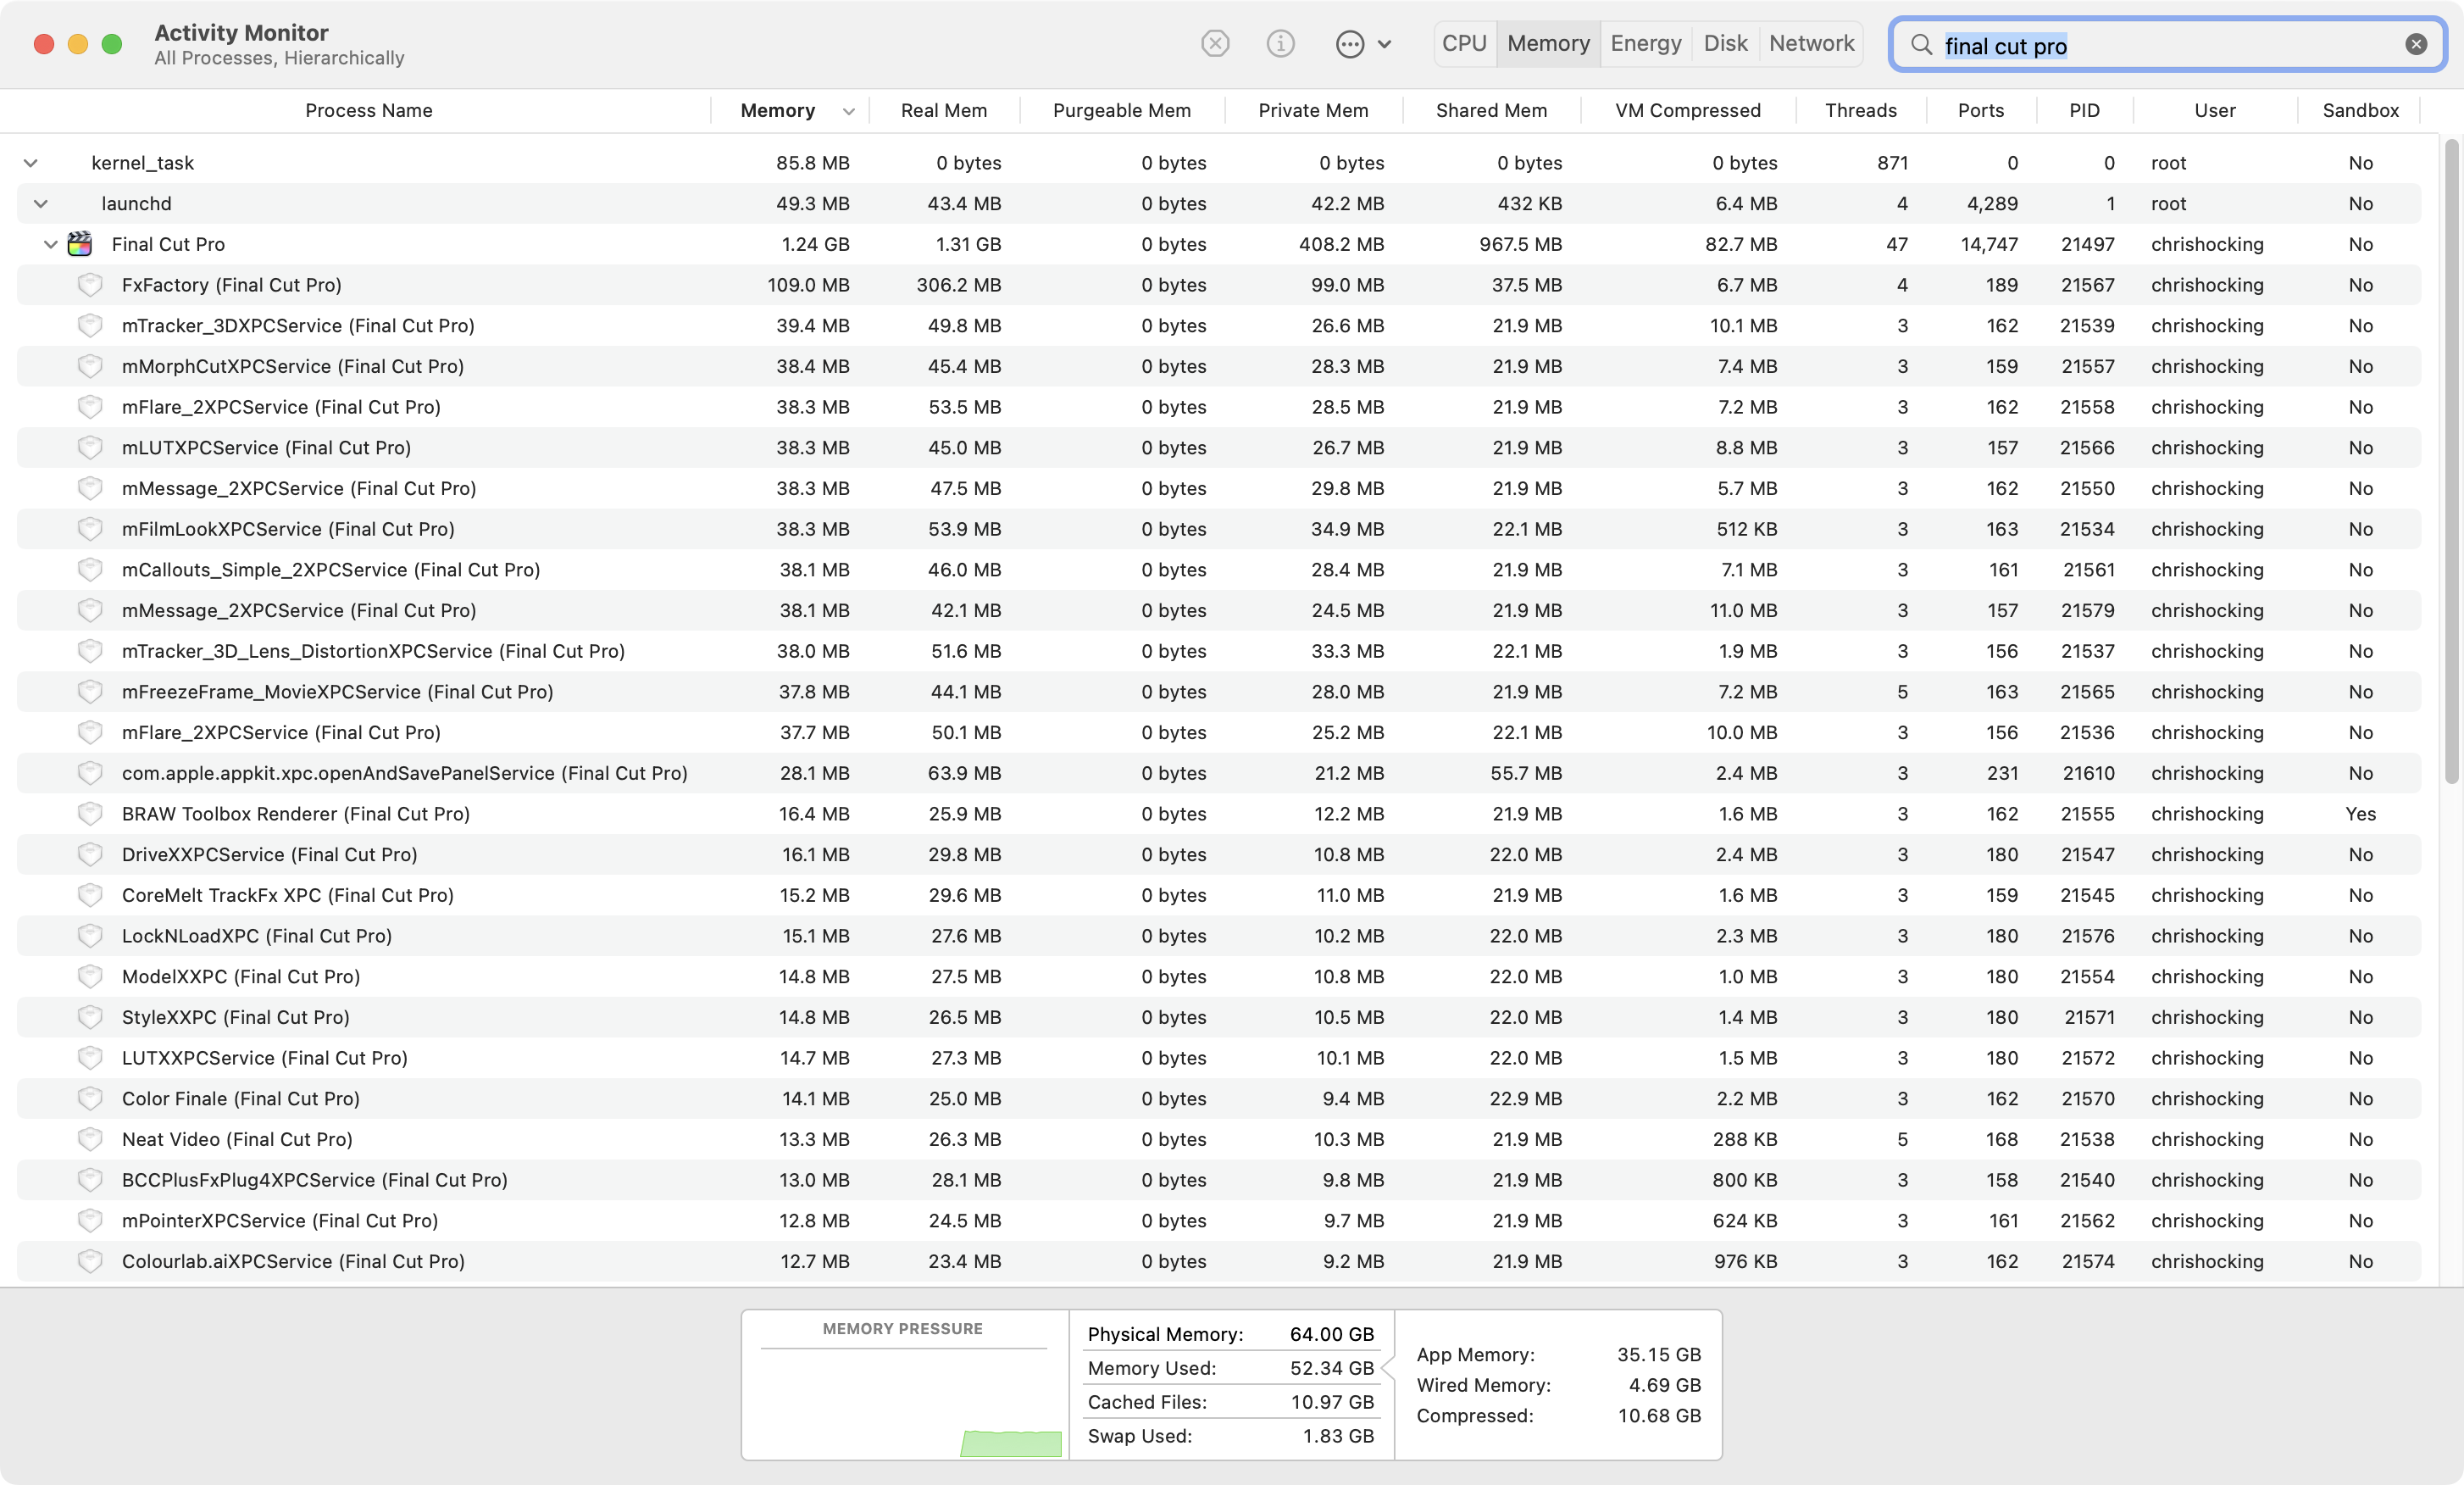 Activity Monitor
All Processes, Hierarchically
CPU Memory Energy Disk Network
final cut pro
Process Name Memory Real Mem Purgeable Mem Private Mem Shared Mem VM Compressed Threads Ports PID User Sandbox
kernel_task 85.8 MB 0 bytes 0 bytes 0 bytes 0 bytes 0 bytes 871 0 0 root No
launchd 49.3 MB 43.4 MB 0 bytes 42.2 MB 432 KB 6.4 MB 4 4,289 1 root No
Final Cut Pro 1.24 GB 1.31 GB 0 bytes 408.2 MB 967.5 MB 82.7 MB 47 14,747 21497 chrishocking No
FxFactory (Final Cut Pro) 109.0 MB 306.2 MB 0 bytes 99.0 MB 37.5 MB 6.7 MB 4 189 21567 chrishocking No
mTracker_3DXPCService (Final Cut Pro) 39.4 MB 49.8 MB 0 bytes 26.6 MB 21.9 MB 10.1 MB 3 162 21539 chrishocking No
mMorphCutXPCService (Final Cut Pro) 38.4 MB 45.4 MB 0 bytes 28.3 MB 21.9 MB 7.4 MB 3 159 21557 chrishocking No
mFlare_2XPCService (Final Cut Pro) 38.3 MB 53.5 MB 0 bytes 28.5 MB 21.9 MB 7.2 MB 3 162 21558 chrishocking No
mLUTXPCService (Final Cut Pro) 38.3 MB 45.0 MB 0 bytes 26.7 MB 21.9 MB 8.8 MB 3 157 21566 chrishocking No
mMessage_2XPCService (Final Cut Pro) 38.3 MB 47.5 MB 0 bytes 29.8 MB 21.9 MB 5.7 MB 3 162 21550 chrishocking No
mFilmLookXPCService (Final Cut Pro) 38.3 MB 53.9 MB 0 bytes 34.9 MB 22.1 MB 512 KB 3 163 21534 chrishocking No
mCallouts_Simple_2XPCService (Final Cut Pro) 38.1 MB 46.0 MB 0 bytes 28.4 MB 21.9 MB 7.1 MB 3 161 21561 chrishocking No
mMessage_2XPCService (Final Cut Pro) 38.1 MB 42.1 MB 0 bytes 24.5 MB 21.9 MB 11.0 MB 3 157 21579 chrishocking No
mTracker_3D_Lens_DistortionXPCService (Final Cut Pro) 38.0 MB 51.6 MB 0 bytes 33.3 MB 22.1 MB 1.9 MB 3 156 21537 chrishocking No
mFreezeFrame_MovieXPCService (Final Cut Pro) 37.8 MB 44.1 MB 0 bytes 28.0 MB 21.9 MB 7.2 MB 5 163 21565 chrishocking No
mFlare_2XPCService (Final Cut Pro) 37.7 MB 50.1 MB 0 bytes 25.2 MB 22.1 MB 10.0 MB 3 156 21536 chrishocking No
com.apple.appkit.xpc.openAndSavePanelService (Final Cut Pro) 28.1 MB 63.9 MB 0 bytes 21.2 MB 55.7 MB 2.4 MB 3 231 21610 chrishocking No
BRAW Toolbox Renderer (Final Cut Pro) 16.4 MB 25.9 MB 0 bytes 12.2 MB 21.9 MB 1.6 MB 3 162 21555 chrishocking Yes
DriveXXPCService (Final Cut Pro) 16.1 MB 29.8 MB 0 bytes 10.8 MB 22.0 MB 2.4 MB 3 180 21547 chrishocking No
CoreMelt TrackFx XPC (Final Cut Pro) 15.2 MB 29.6 MB 0 bytes 11.0 MB 21.9 MB 1.6 MB 3 159 21545 chrishocking No
LockNLoadXPC (Final Cut Pro) 15.1 MB 27.6 MB 0 bytes 10.2 MB 22.0 MB 2.3 MB 3 180 21576 chrishocking No
ModelXXPC (Final Cut Pro) 14.8 MB 27.5 MB 0 bytes 10.8 MB 22.0 MB 1.0 MB 3 180 21554 chrishocking No
StyleXXPC (Final Cut Pro) 14.8 MB 26.5 MB 0 bytes 10.5 MB 22.0 MB 1.4 MB 3 180 21571 chrishocking No
LUTXXPCService (Final Cut Pro) 14.7 MB 27.3 MB 0 bytes 10.1 MB 22.0 MB 1.5 MB 3 180 21572 chrishocking No
Color Finale (Final Cut Pro) 14.1 MB 25.0 MB 0 bytes 9.4 MB 22.9 MB 2.2 MB 3 162 21570 chrishocking No
Neat Video (Final Cut Pro) 13.3 MB 26.3 MB 0 bytes 10.3 MB 21.9 MB 288 KB 5 168 21538 chrishocking No
BCCPlusFxPlug4XPCService (Final Cut Pro) 13.0 MB 28.1 MB 0 bytes 9.8 MB 21.9 MB 800 KB 3 158 21540 chrishocking No
mPointerXPCService (Final Cut Pro) 12.8 MB 24.5 MB 0 bytes 9.7 MB 21.9 MB 624 KB 3 161 21562 chrishocking No
Colourlab.aiXPCService (Final Cut Pro) 12.7 MB 23.4 MB 0 bytes 9.2 MB 21.9 MB 976 KB 3 162 21574 chrishocking No
MEMORY PRESSURE
Physical Memory: 64.00 GB
Memory Used: 52.34 GB
Cached Files: 10.97 GB
Swap Used: 1.83 GB
App Memory: 35.15 GB
Wired Memory: 4.69 GB
Compressed: 10.68 GB